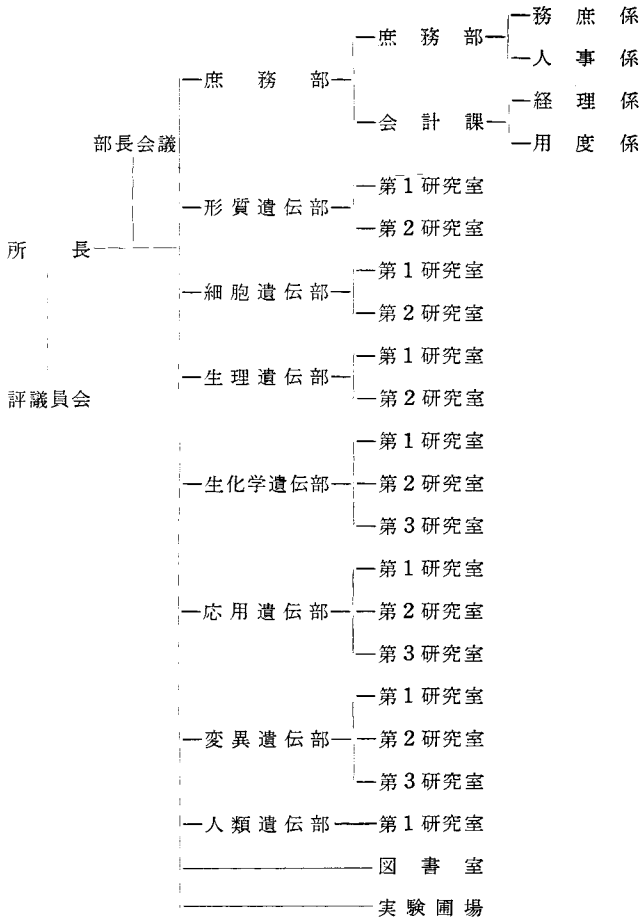 務庶係
庶務部
人事係
庶務部
経理係
会計課
部長会議
用度係
第1研究室
形質遺伝部
第2研究室
所長
第1研究室
細胞遺伝部
第2研究室
第1研究室
生理遺伝部
評議員会
第2研究室
第1研究室
生化学遺伝部
第2研究室
第3研究室
第1研究室
応用遺伝部
第2研究室
第3研究室
第1研究室
変異遺伝部
第2研究室
第3研究室
人類遺伝部
第1研究室
図書室
実験圃場